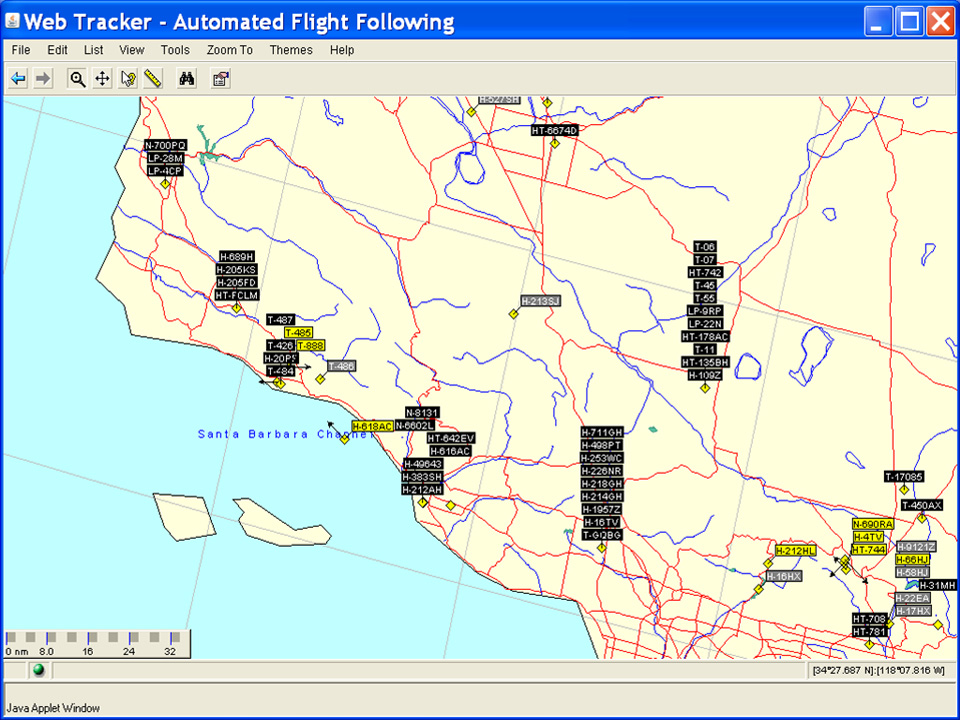 Web Tracker - Automated Flight Following
File Edit List View Tools Zoom To Themes Help
H-527SH
HT-6674D
N-700PQ
LP-28M
LP-4CP
H-689H
H-205KS
H-205FD
HT-FCLM
T-06
T-07
HT-742
T-45
T-55
LP-9RP
LP-22N
HT-178AC
T-11
HT-135BH
H-109Z
H-213SJ
T-487
T-485
T-426 T-888
H-20PS
T-484
T-486
N-8131
H-618AC N-6602L
Santa Barbara Channel
HT-642EV
H-616AC
H-49643
H-383SH
H-212AH
H-711GH
H-498PT
H-253WC
H-226NR
H-218GH
H-214GH
H-1957Z
H-16TV
T-GQBG
T-17085
T-450AX
N-690RA
H-4TV
HT-744
H-212HL
H-16HX
H-9121Z
H-66HJ
H-58HJ
H-31MH
H-22EA
H-17HX
HT-708
HT-781
0 nm 8.0 16 24 32
[34°27.687 N]:[118°07.816 W]
Java Applet Window